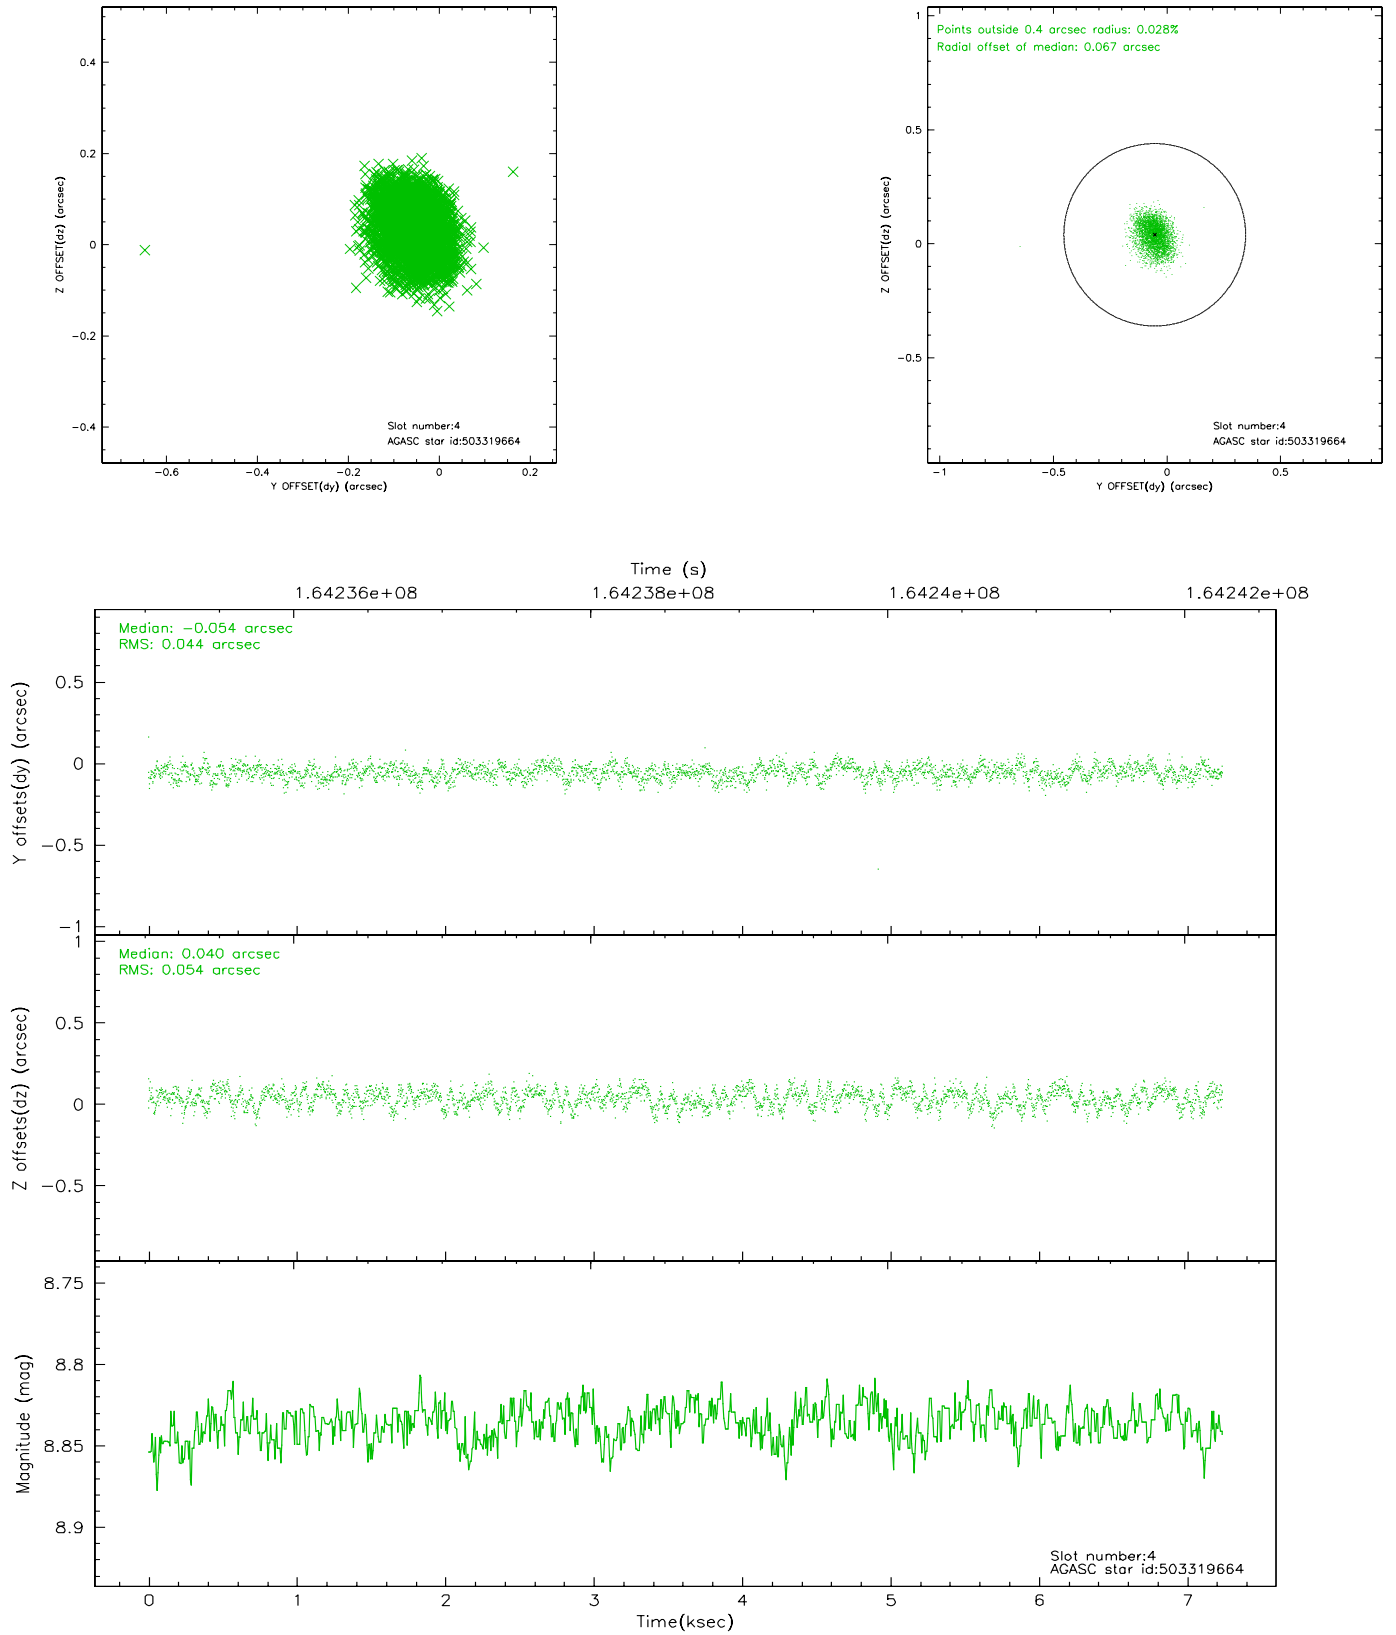 0.4
0.2
0
−0.2
−0.4
Z OFFSET(dz) (arcsec)
Slot number:4
AGASC star id:503319664
−0.6 −0.4 −0.2 0 0.2
Y OFFSET(dy) (arcsec)
1
0.5
0
−0.5
Z OFFSET(dz) (arcsec)
Points outside 0.4 arcsec radius: 0.028%
Radial offset of median: 0.067 arcsec
Slot number:4
AGASC star id:503319664
−1 −0.5 0 0.5
Y OFFSET(dy) (arcsec)
Time (s)
1.64236e+08 1.64238e+08 1.6424e+08 1.64242e+08
Median: −0.054 arcsec
RMS: 0.044 arcsec
0.5
0
−0.5
−1
Y offsets(dy) (arcsec)
Median: 0.040 arcsec
RMS: 0.054 arcsec
1
0.5
0
−0.5
Z offsets(dz) (arcsec)
8.75
8.8
8.85
8.9
Magnitude (mag)
Slot number:4
AGASC star id:503319664
0 1 2 3 4 5 6 7
Time(ksec)